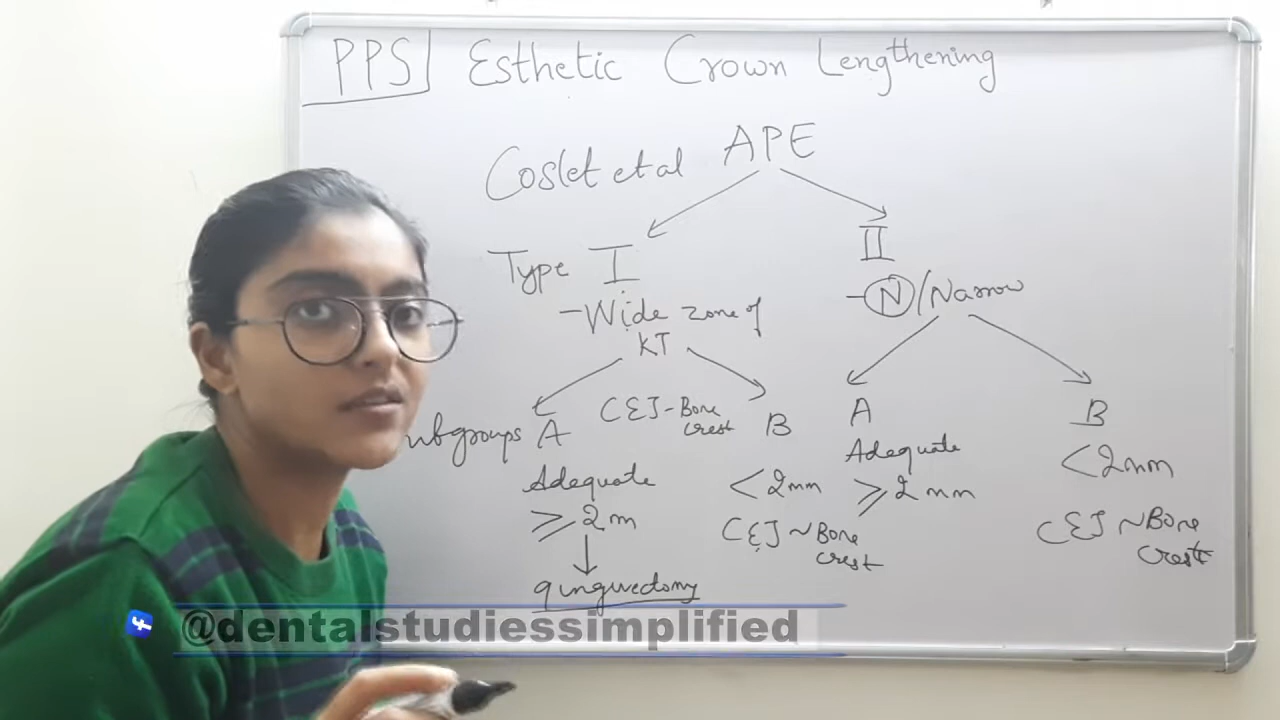 PPS Esthetic Crown Lengthening
Coslet et al APE
Type I
II
-Wide zone of
KT
-N/Narrow
ubgroups A
CEJ-Bone
crest
B
A
B
Adequate
≥2m
gingivectomy
<2mm
CEJ~Bone
crest
Adequate
≥2mm
<2mm
CEJ~Bone
crest
@dentalstudiessimplified